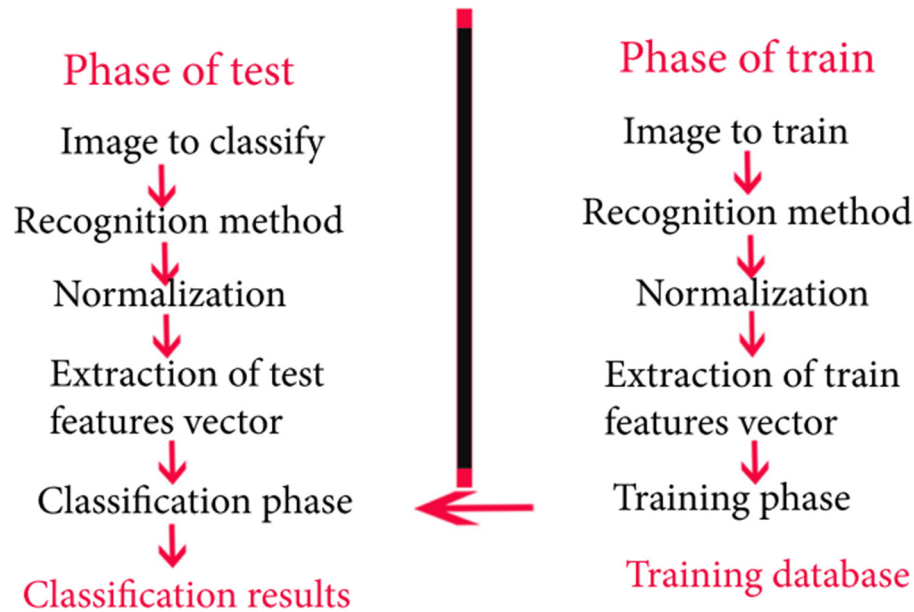 Phase of test
Image to classify
Recognition method
Normalization
Extraction of test
features vector
Classification phase
Classification results
Phase of train
Image to train
Recognition method
Normalization
Extraction of train
features vector
Training phase
Training database